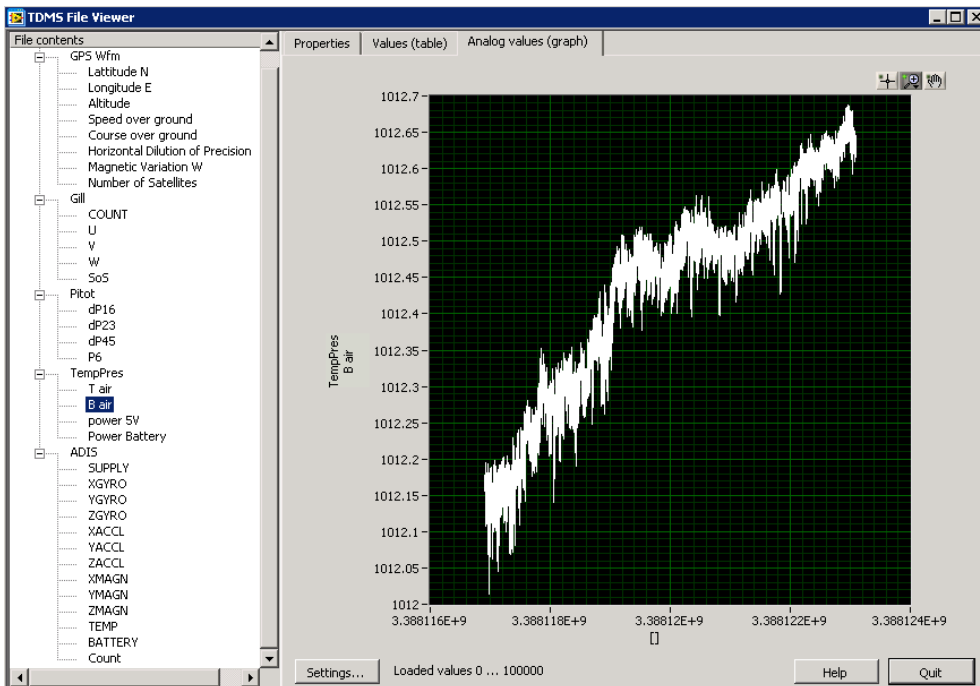 TDMS File Viewer
File contents
GPS Wfm
Lattitude N
Longitude E
Altitude
Speed over ground
Course over ground
Horizontal Dilution of Precision
Magnetic Variation W
Number of Satellites
Gill
COUNT
U
V
W
SoS
Pitot
dP16
dP23
dP45
P6
TempPres
T air
B air
power 5V
Power Battery
ADIS
SUPPLY
XGYRO
YGYRO
ZGYRO
XACCL
YACCL
ZACCL
XMAGN
YMAGN
ZMAGN
TEMP
BATTERY
Count
Properties
Values (table)
Analog values (graph)
1012.7
1012.65
1012.6
1012.55
1012.5
1012.45
1012.4
1012.35
1012.3
1012.25
1012.2
1012.15
1012.1
1012.05
1012
TempPres
B air
3.388116E+9
3.388118E+9
3.38812E+9
3.388122E+9
3.388124E+9
[]
Settings...
Loaded values 0 ... 100000
Help
Quit